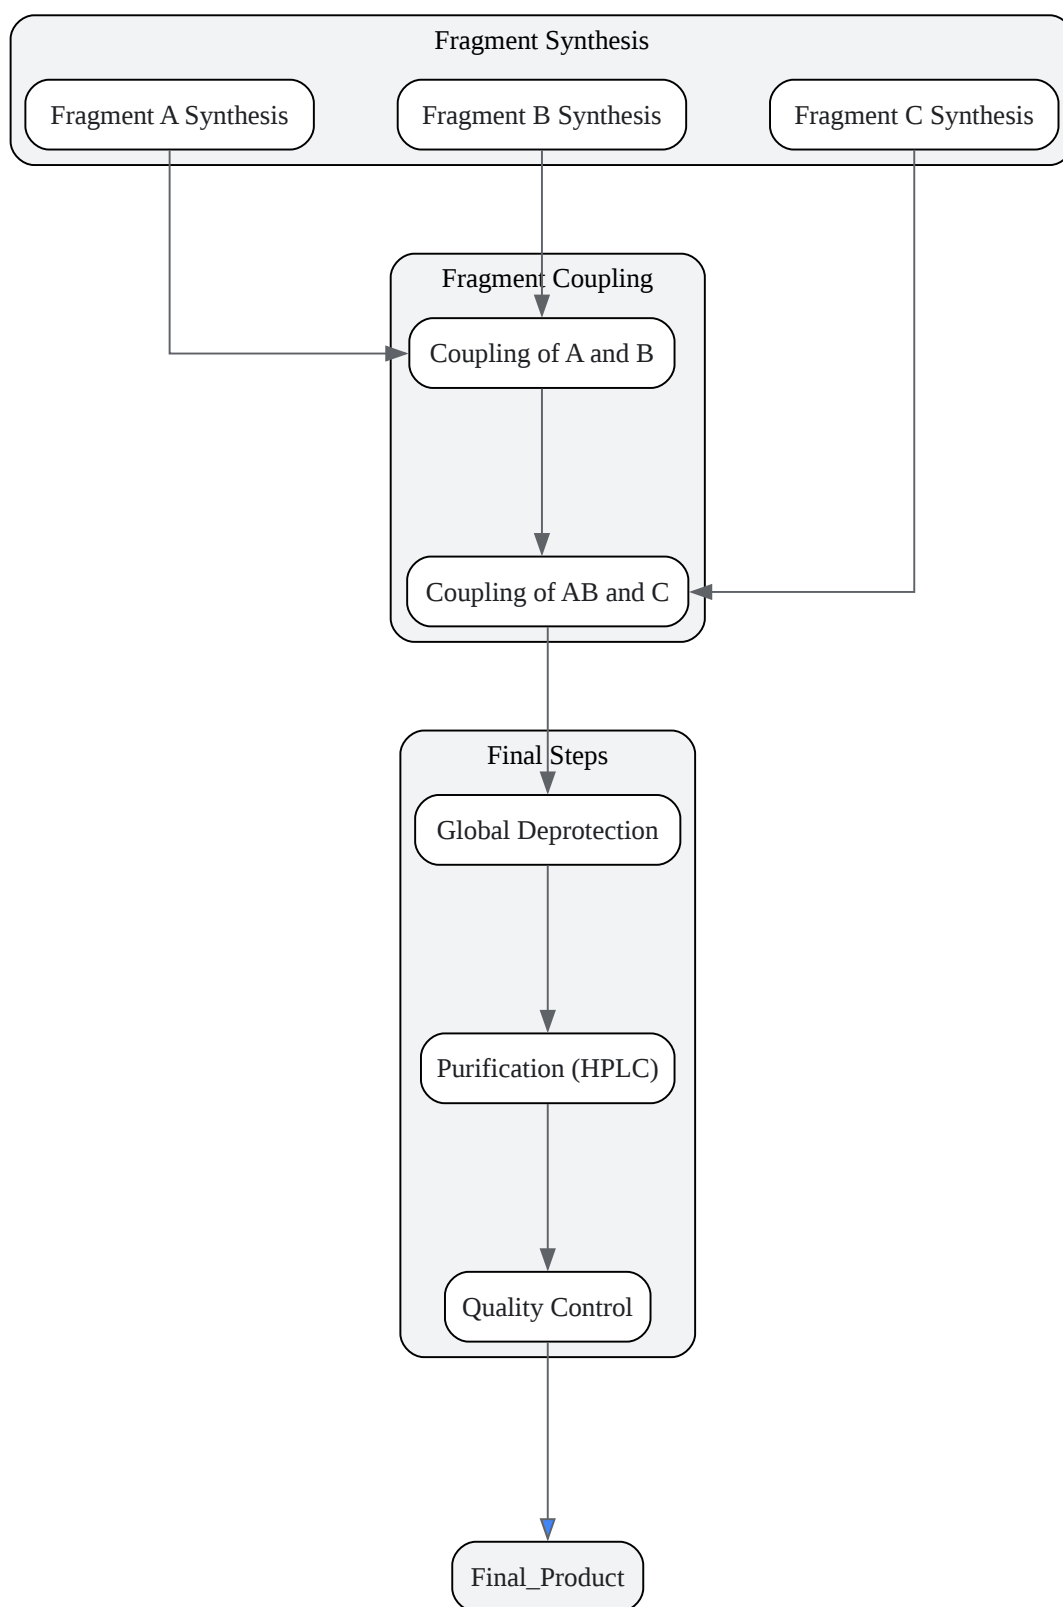 Fragment Synthesis
Fragment A Synthesis
Fragment B Synthesis
Fragment C Synthesis
Fragment Coupling
Coupling of A and B
Coupling of AB and C
Final Steps
Global Deprotection
Purification (HPLC)
Quality Control
Final_Product